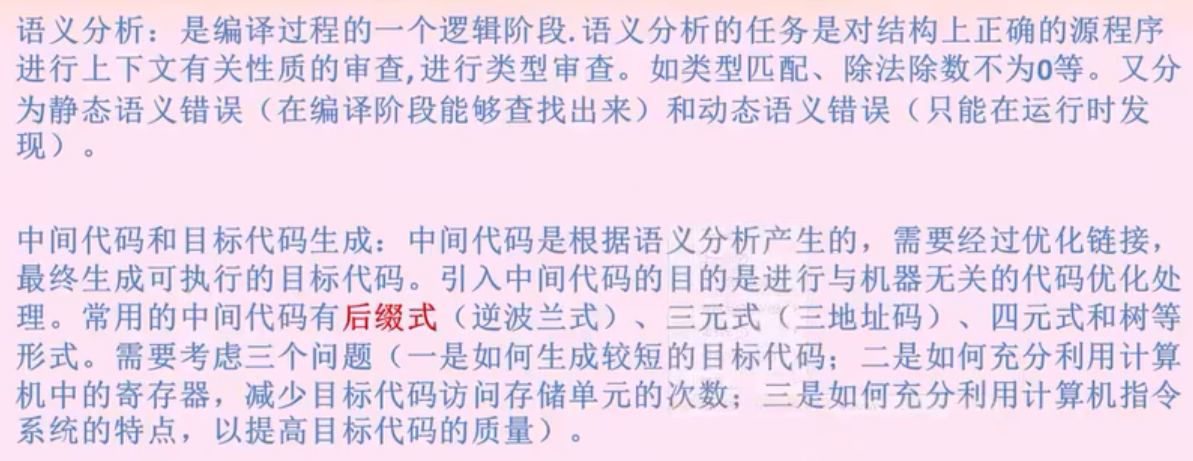 语义分析：是编译过程的一个逻辑阶段.语义分析的任务是对结构上正确的源程序
进行上下文有关性质的审查,进行类型审查。如类型匹配、除法除数不为0等。又分
为静态语义错误（在编译阶段能够查找出来）和动态语义错误（只能在运行时发
现）。
中间代码和目标代码生成：中间代码是根据语义分析产生的，需要经过优化链接，
最终生成可执行的目标代码。引入中间代码的目的是进行与机器无关的代码优化处
理。常用的中间代码有后缀式（逆波兰式）、三元式（三地址码）、四元式和树等
形式。需要考虑三个问题（一是如何生成较短的目标代码；二是如何充分利用计算
机中的寄存器，减少目标代码访问存储单元的次数；三是如何充分利用计算机指令
系统的特点，以提高目标代码的质量）。